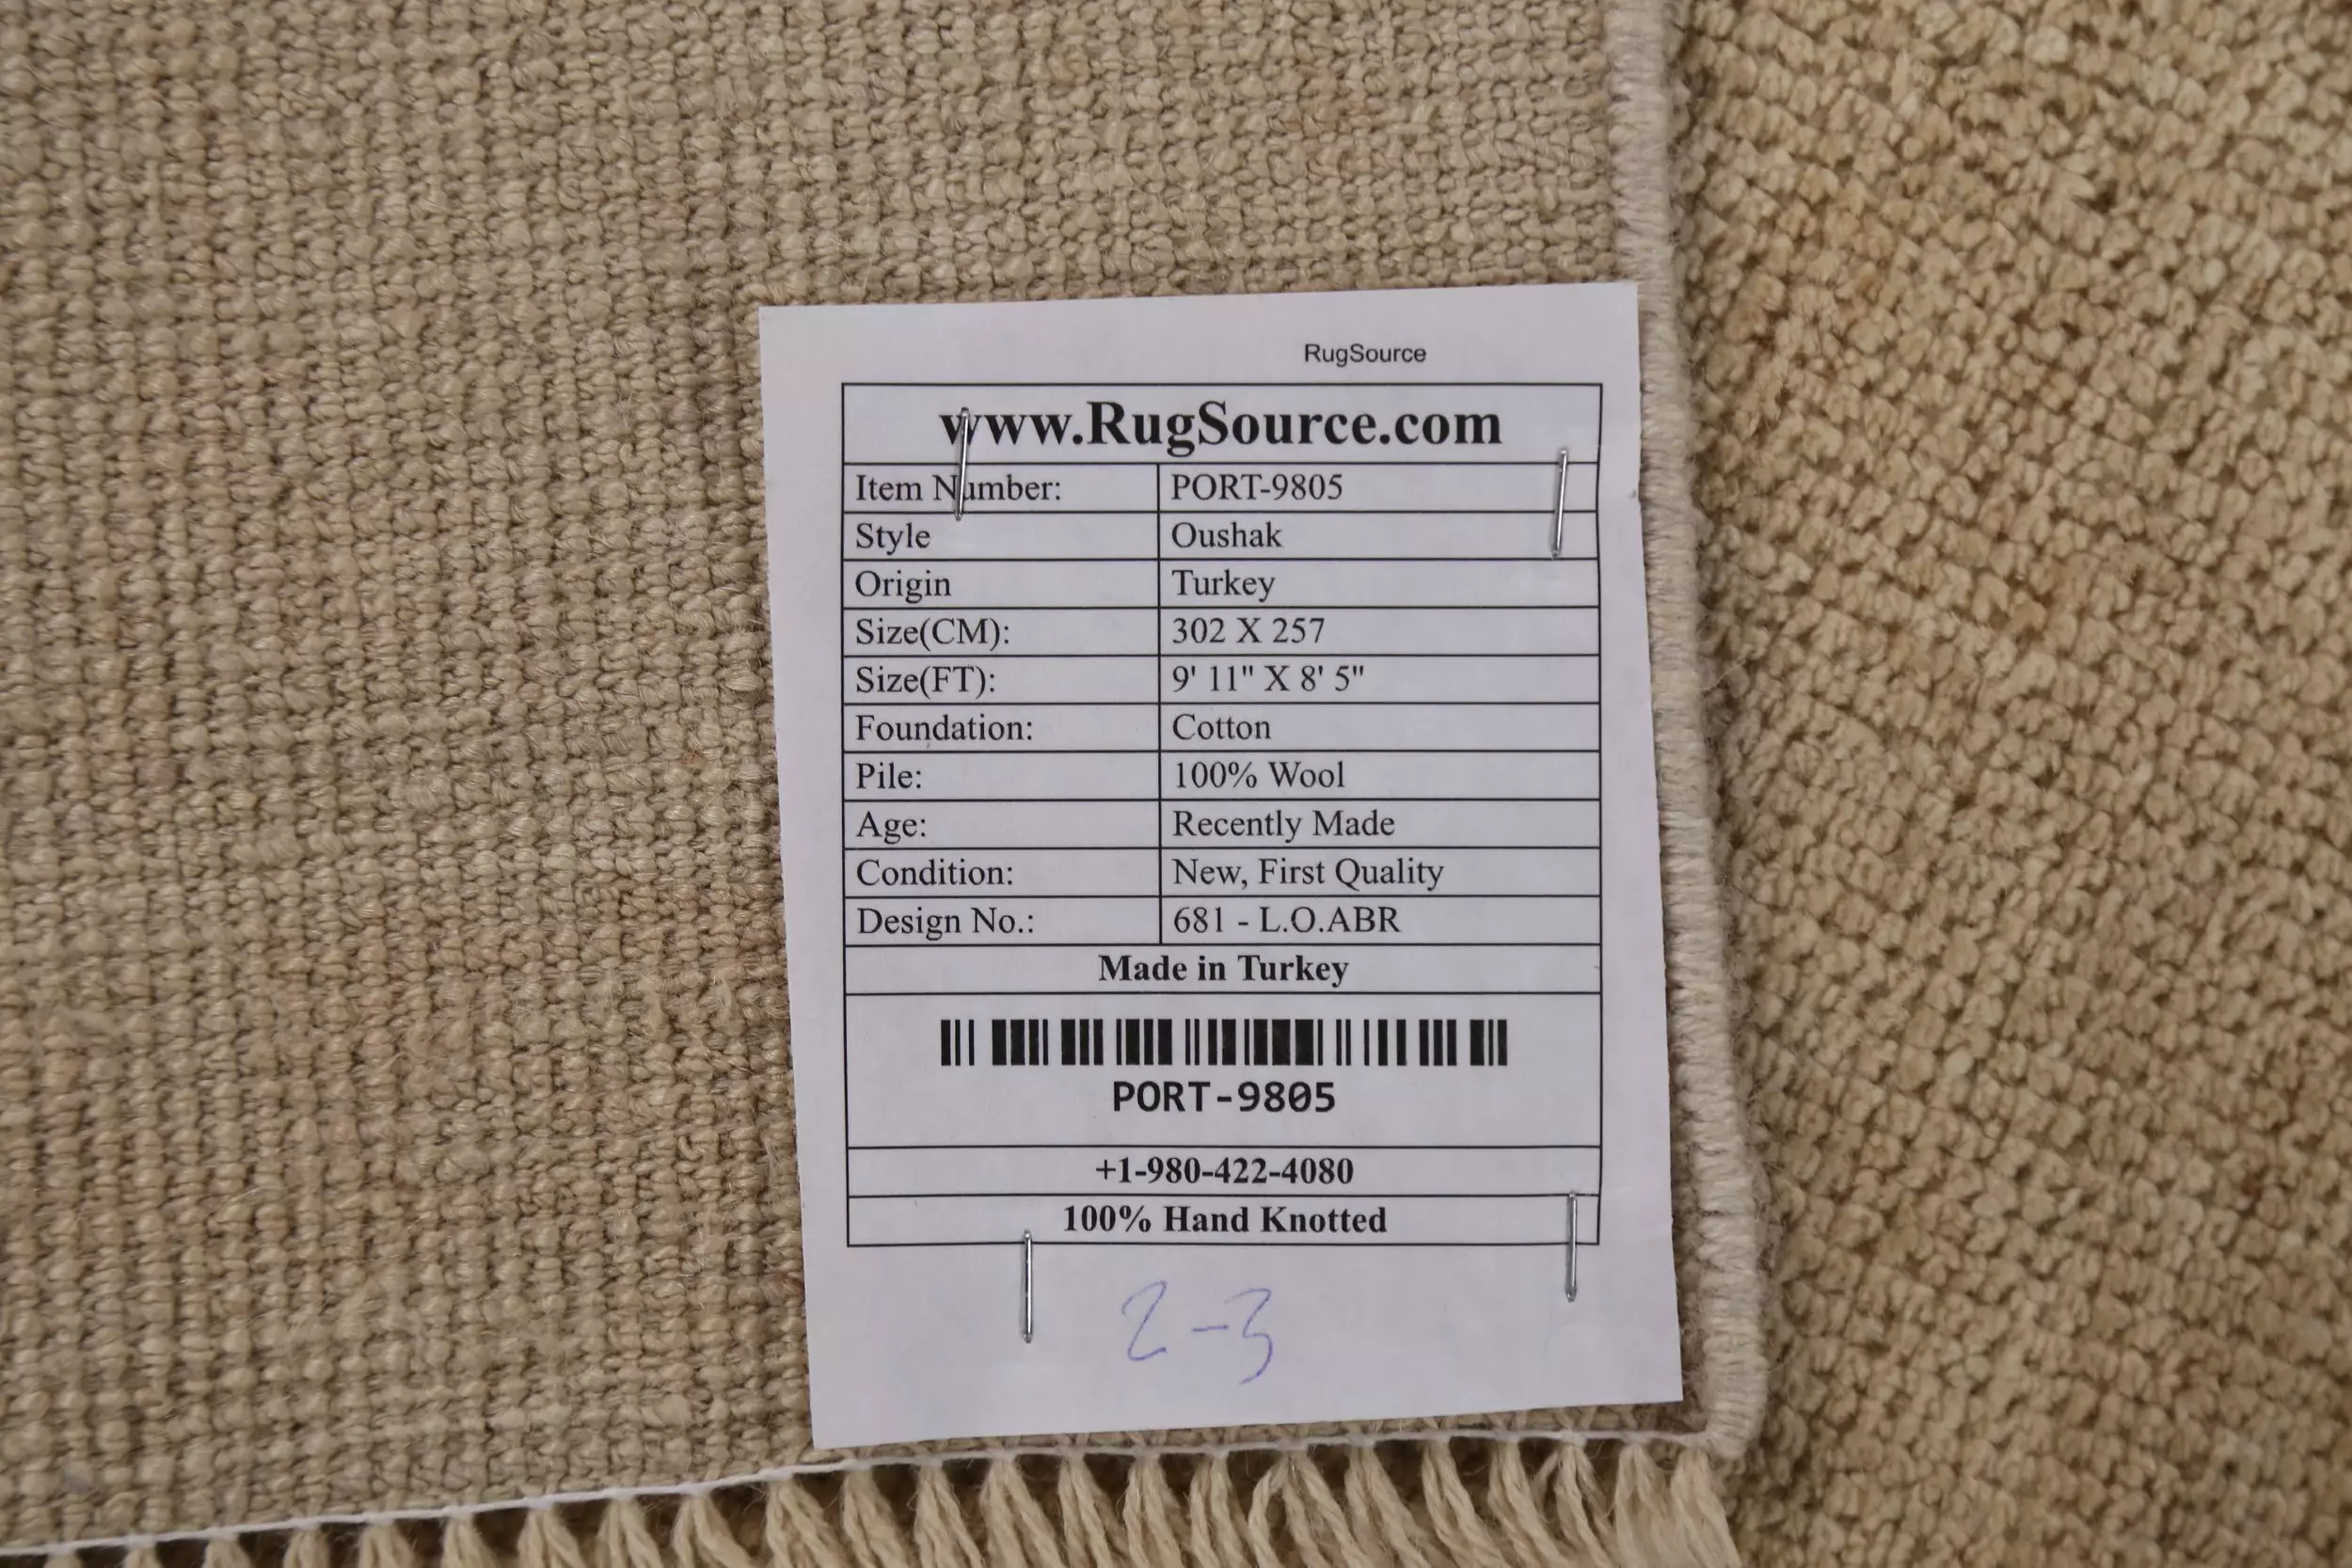 RugSource
www.RugSource.com
Item Number: PORT-9805
Style Oushak
Origin Turkey
Size(CM): 302 X 257
Size(FT): 9' 11" X 8' 5"
Foundation: Cotton
Pile: 100% Wool
Age: Recently Made
Condition: New, First Quality
Design No.: 681 - L.O.ABR
Made in Turkey
PORT-9805
+1-980-422-4080
100% Hand Knotted
2-3